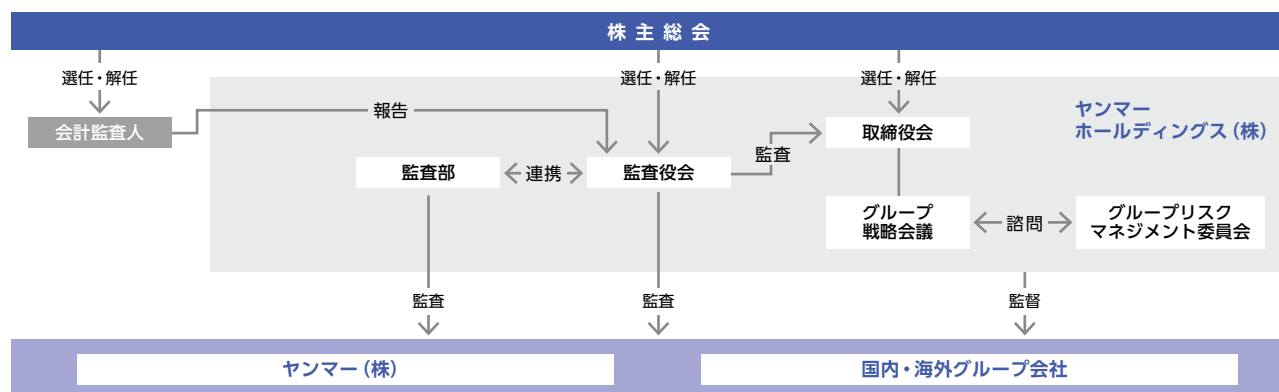 株主総会
選任・解任
選任・解任
選任・解任
会計監査人
報告
取締役会
ヤンマー
ホールディングス（株）
監査
監査部
連携
監査役会
グループ
戦略会議
諮問
グループリスク
マネジメント委員会
監査
監査
監督
ヤンマー（株）
国内・海外グループ会社